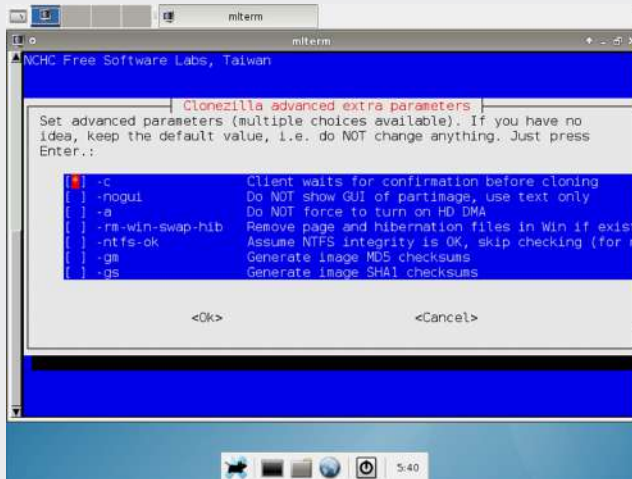 mlterm
mlterm
NCHC Free Software Labs, Taiwan
Clonezilla advanced extra parameters
Set advanced parameters (multiple choices available). If you have no
idea, keep the default value, i.e. do NOT change anything. Just press
Enter.:
[*] -c Client waits for confirmation before cloning
[ ] -nogui Do NOT show GUI of partimage, use text only
[ ] -a Do NOT force to turn on HD DMA
[ ] -rm-win-swap-hib Remove page and hibernation files in Win if exist
[ ] -ntfs-ok Assume NTFS integrity is OK, skip checking (for
[ ] -gm Generate image MD5 checksums
[ ] -gs Generate image SHA1 checksums
<Ok> <Cancel>
5:40